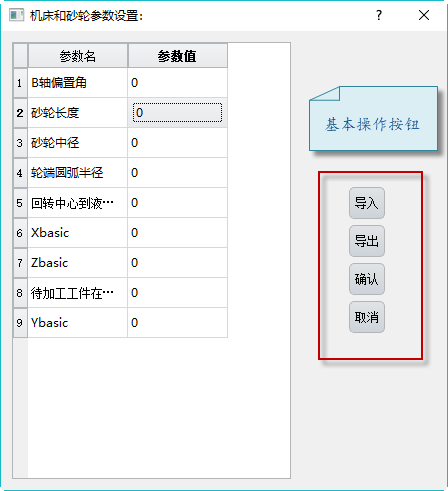 机床和砂轮参数设置:
?
参数名 参数值
1 B轴偏置角 0
2 砂轮长度 0
3 砂轮中径 0
4 轮端圆弧半径 0
5 回转中心到液… 0
6 Xbasic 0
7 Zbasic 0
8 待加工工件在… 0
9 Ybasic 0
基本操作按钮
导入
导出
确认
取消